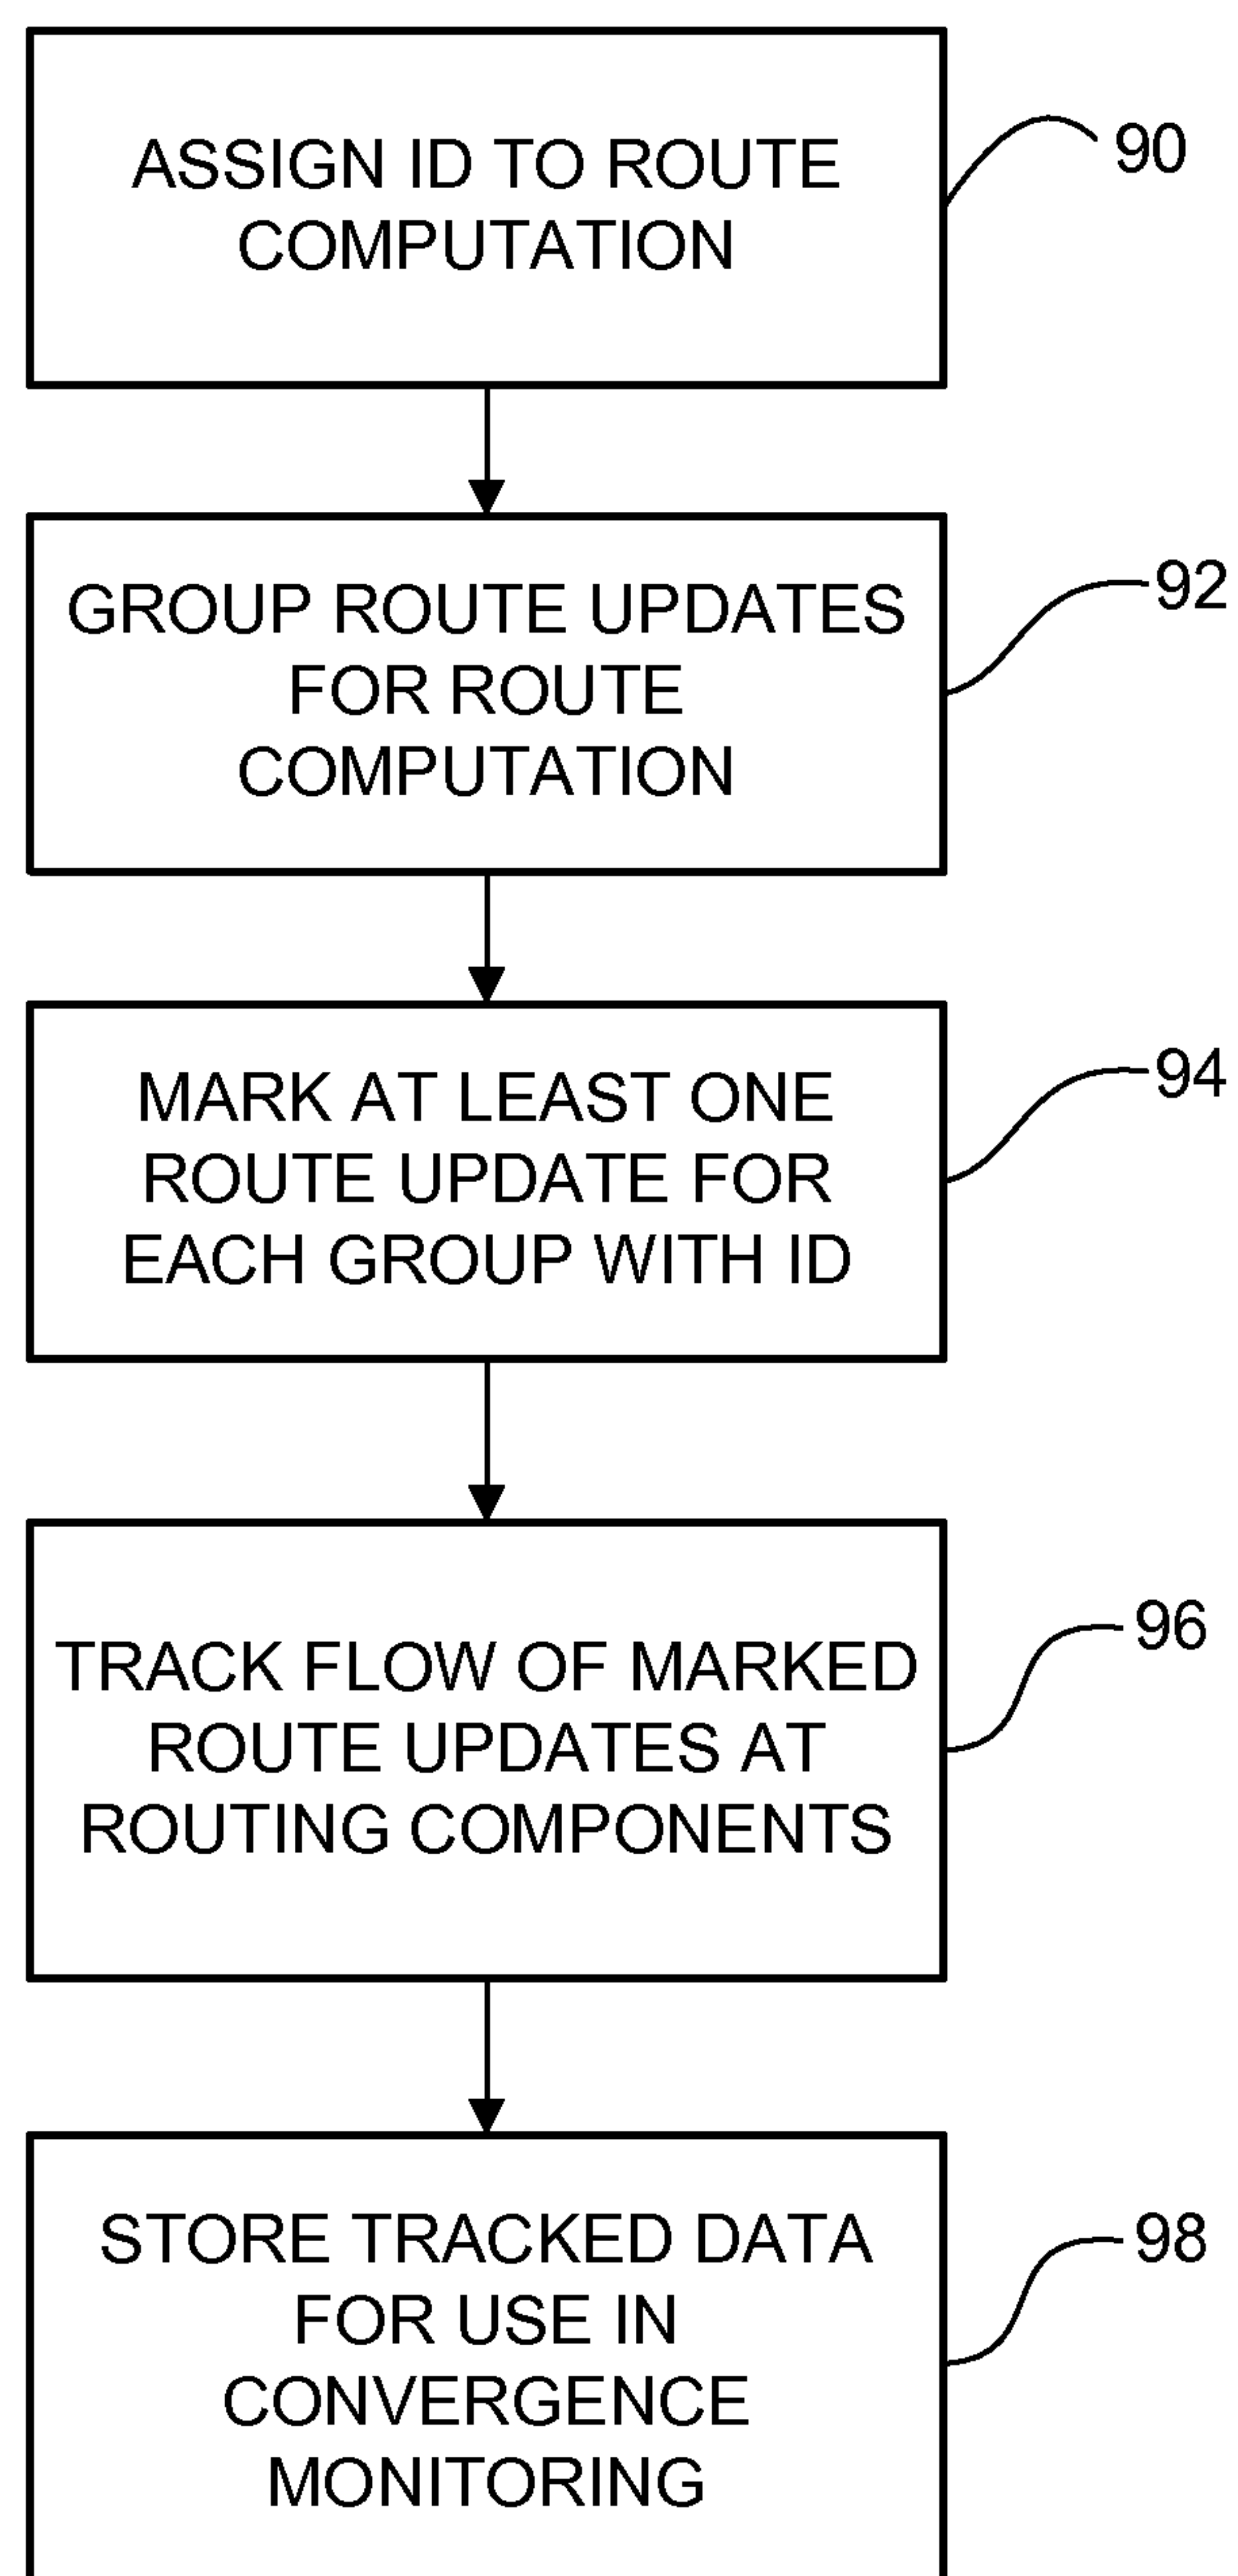 ASSIGN ID TO ROUTE
COMPUTATION
90
GROUP ROUTE UPDATES
FOR ROUTE
COMPUTATION
92
MARK AT LEAST ONE
ROUTE UPDATE FOR
EACH GROUP WITH ID
94
TRACK FLOW OF MARKED
ROUTE UPDATES AT
ROUTING COMPONENTS
96
STORE TRACKED DATA
FOR USE IN
CONVERGENCE
MONITORING
98